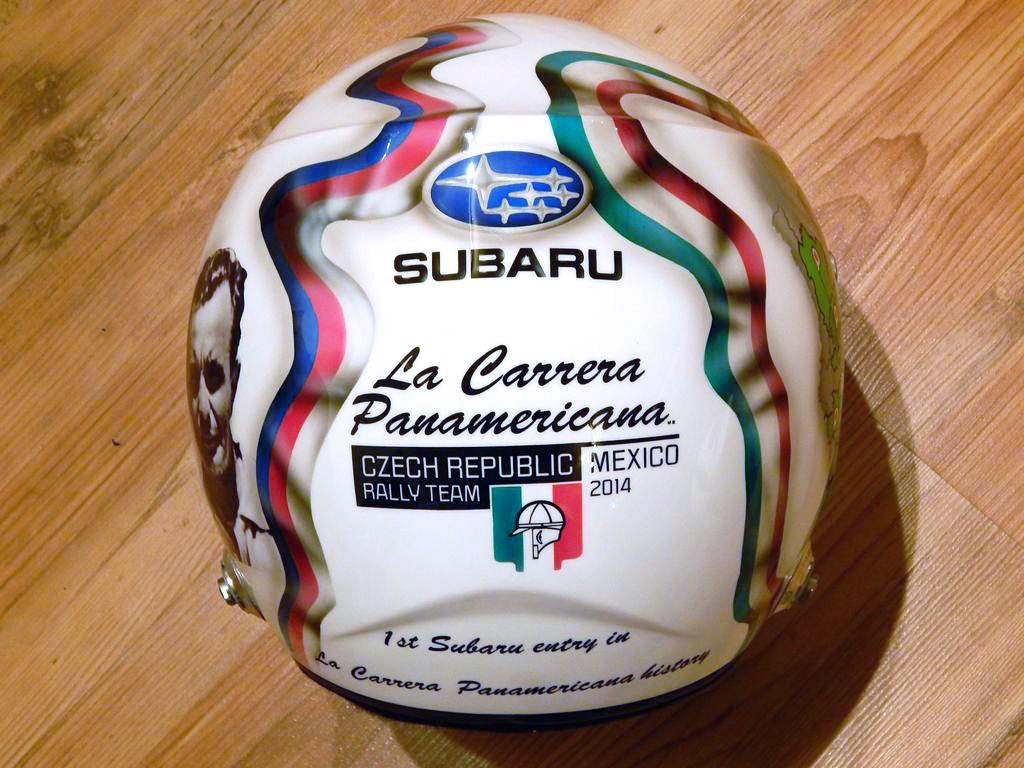 SUBARU
La Carrera
Panamericana
CZECH REPUBLIC MEXICO
RALLY TEAM 2014
1st Subaru entry in
La Carrera Panamericana history